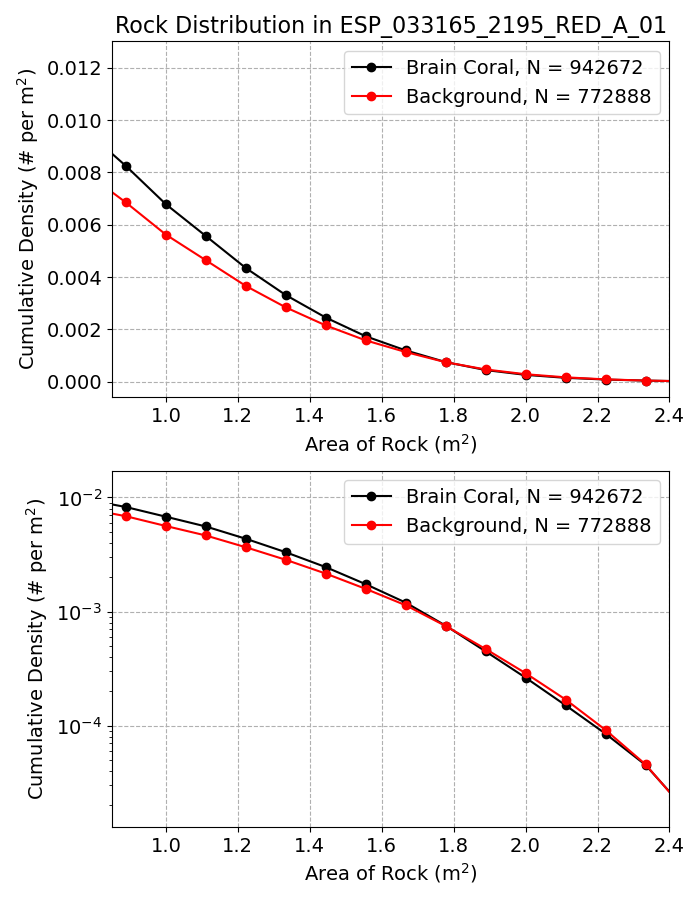 Rock Distribution in ESP_033165_2195_RED_A_01
Cumulative Density (# per m²)
0.012
0.010
0.008
0.006
0.004
0.002
0.000
Brain Coral, N = 942672
Background, N = 772888
1.0 1.2 1.4 1.6 1.8 2.0 2.2 2.4
Area of Rock (m²)
Cumulative Density (# per m²)
10⁻²
10⁻³
10⁻⁴
Brain Coral, N = 942672
Background, N = 772888
1.0 1.2 1.4 1.6 1.8 2.0 2.2 2.4
Area of Rock (m²)